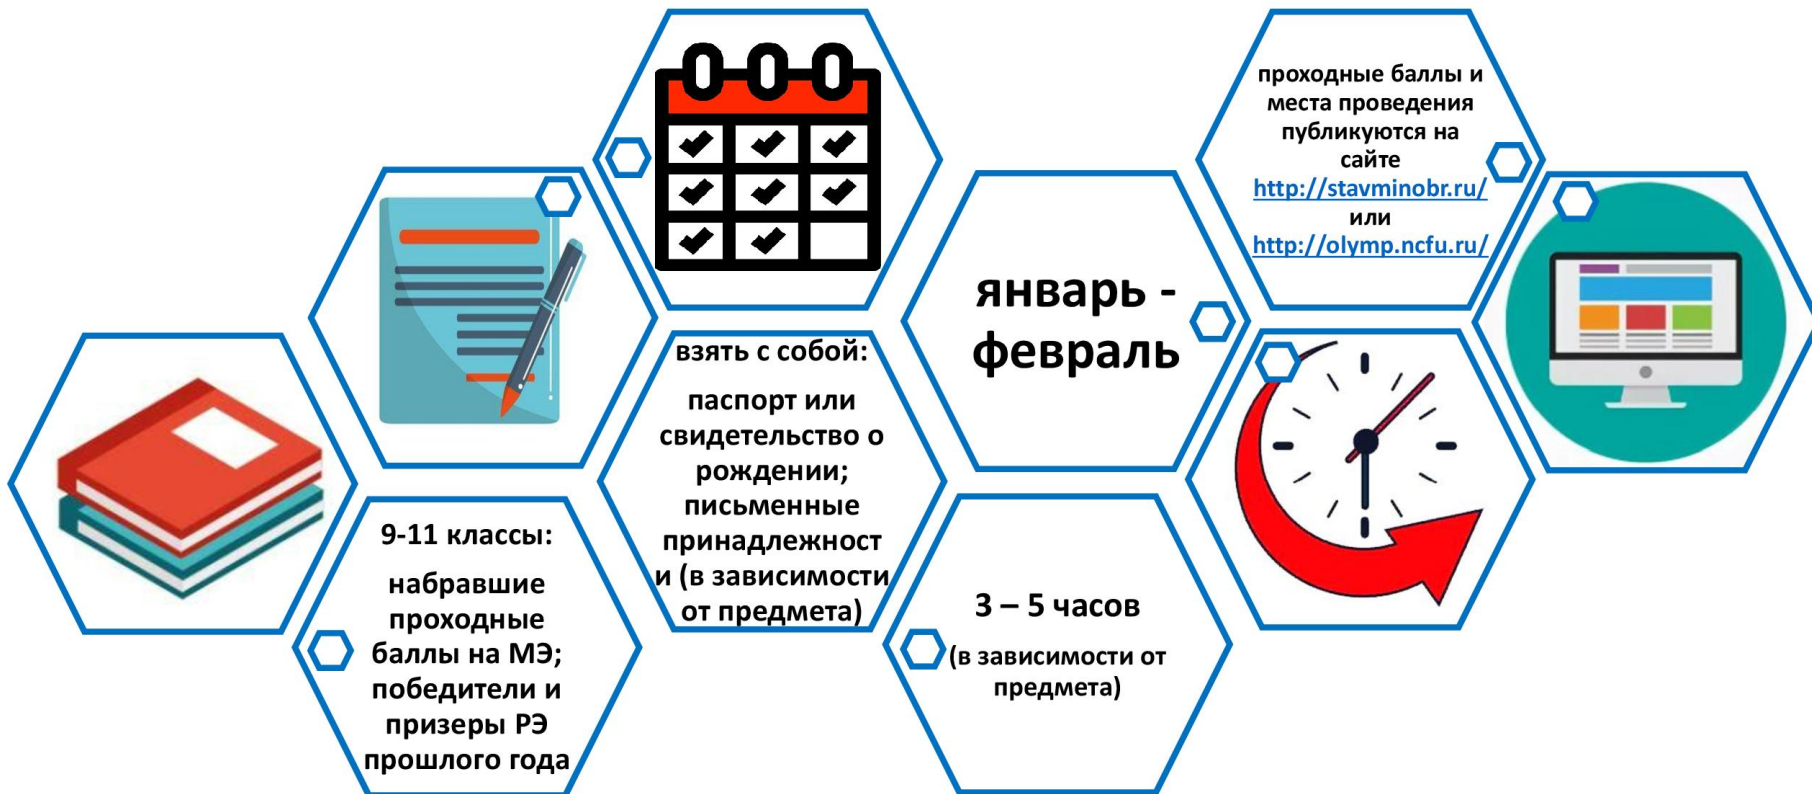 9-11 классы:
набравшие
проходные
баллы на МЭ;
победители и
призеры РЭ
прошлого года
взять с собой:
паспорт или
свидетельство о
рождении;
письменные
принадлежност
и (в зависимости
от предмета)
январь -
февраль
3 – 5 часов
(в зависимости от
предмета)
проходные баллы и
места проведения
публикуются на
сайте
http://stavminobr.ru/
или
http://olymp.ncfu.ru/